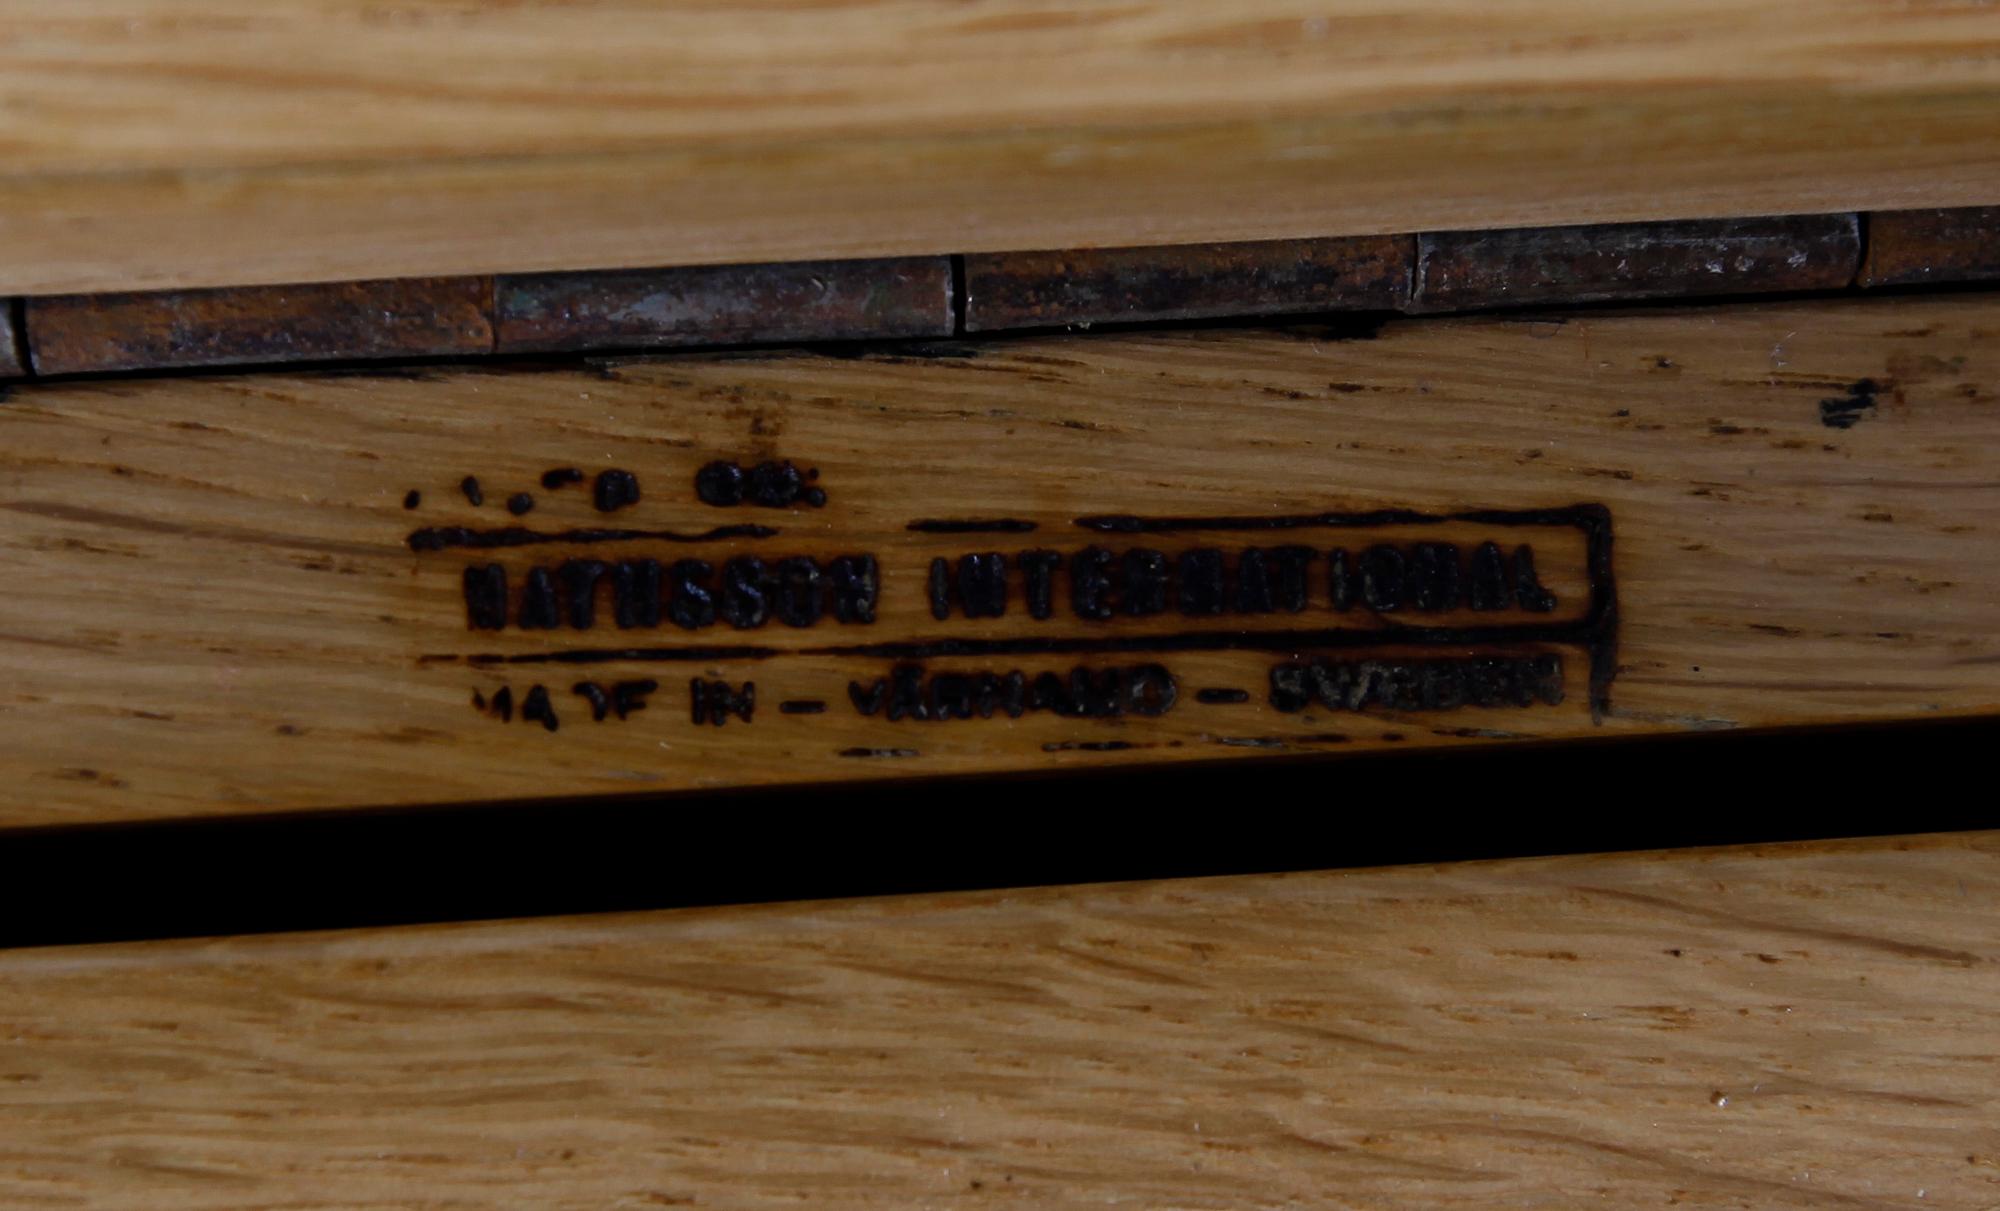 MATHSSON INTERNATIONAL
MADE IN - VÄRNAMO - SWEDEN